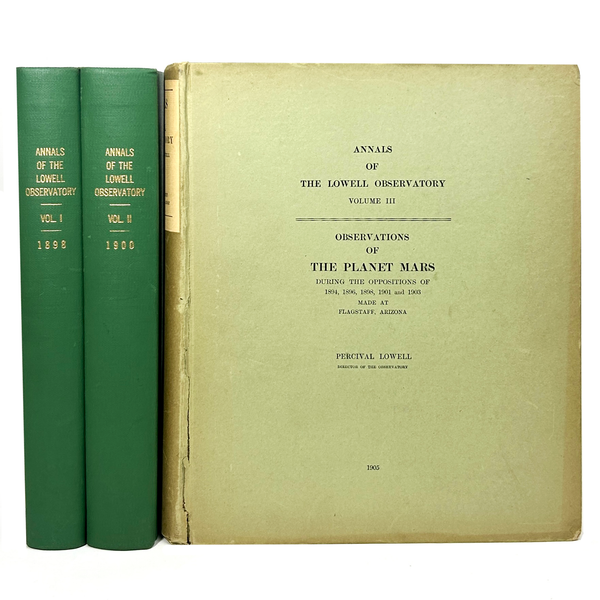 ANNALS
OF THE
LOWELL
OBSERVATORY
VOL. I
1898
ANNALS
OF THE
LOWELL
OBSERVATORY
VOL. II
1900
ANNALS
OF
THE LOWELL OBSERVATORY
VOLUME III
OBSERVATIONS
OF
THE PLANET MARS
DURING THE OPPOSITIONS OF
1894, 1896, 1898, 1901 and 1903
MADE AT
FLAGSTAFF, ARIZONA
PERCIVAL LOWELL
DIRECTOR OF THE OBSERVATORY
1905